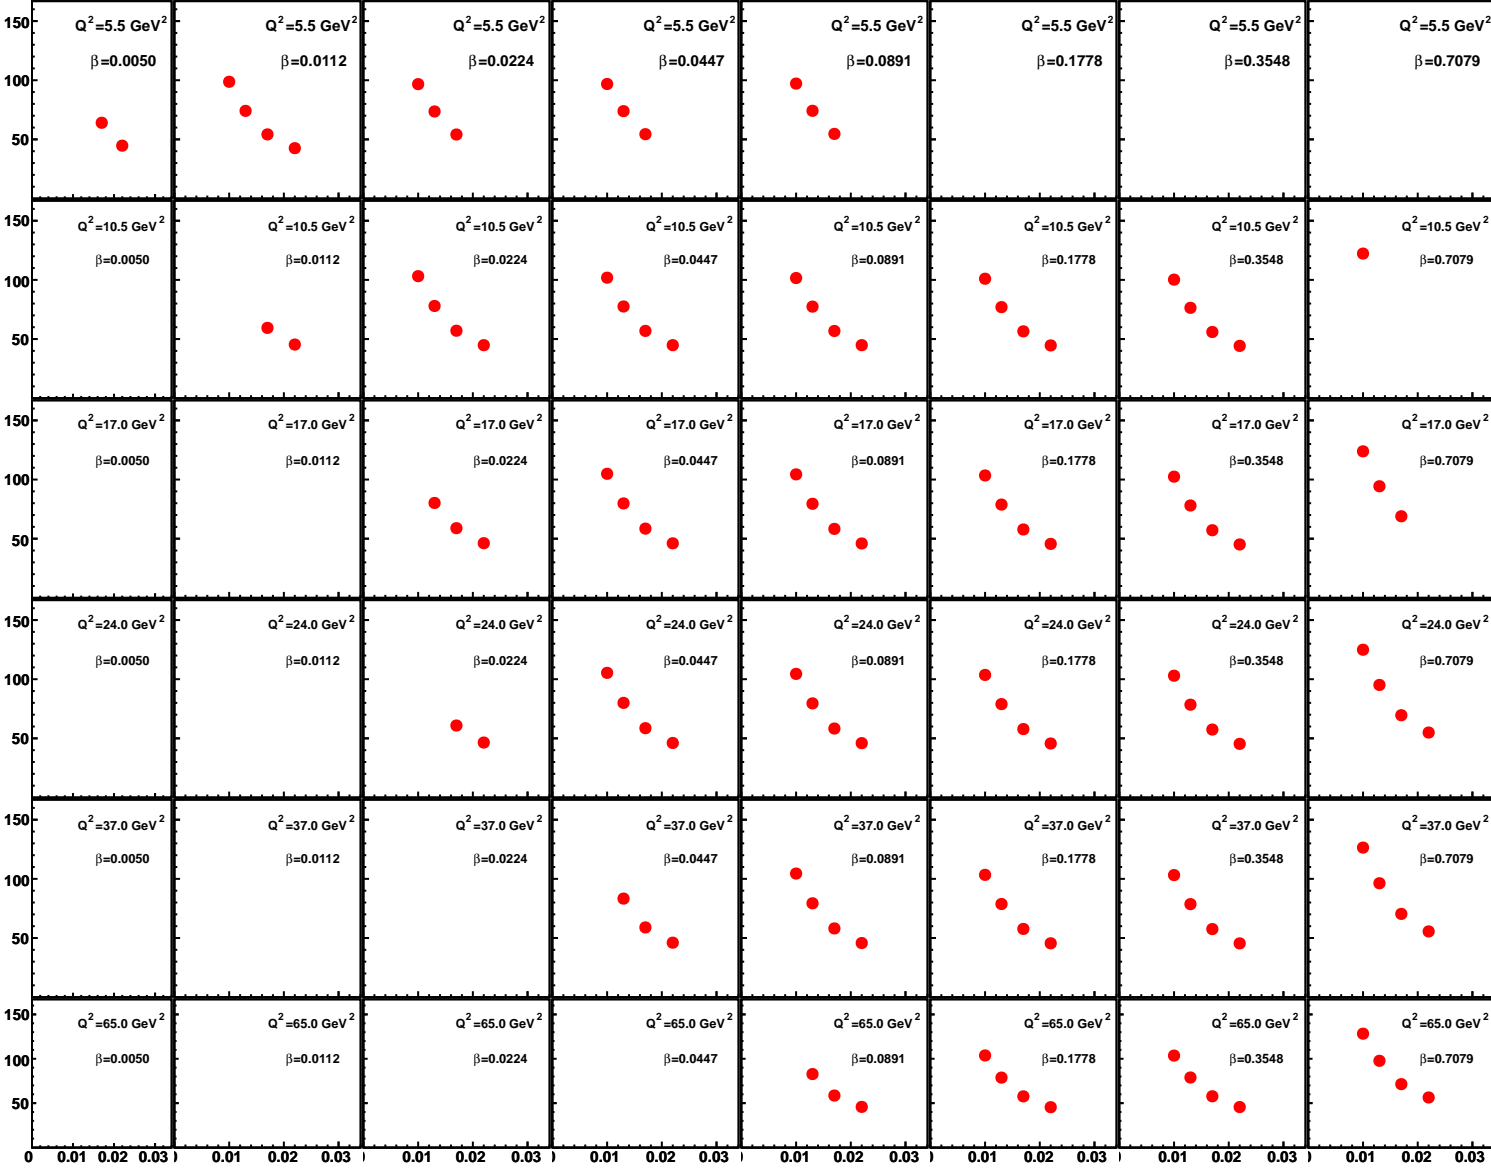 150 Q²=5.5 GeV² Q²=5.5 GeV² Q²=5.5 GeV² Q²=5.5 GeV² Q²=5.5 GeV² Q²=5.5 GeV² Q²=5.5 GeV² Q²=5.5 GeV²
β=0.0050 β=0.0112 β=0.0224 β=0.0447 β=0.0891 β=0.1778 β=0.3548 β=0.7079
100
50
150 Q²=10.5 GeV² Q²=10.5 GeV² Q²=10.5 GeV² Q²=10.5 GeV² Q²=10.5 GeV² Q²=10.5 GeV² Q²=10.5 GeV² Q²=10.5 GeV²
β=0.0050 β=0.0112 β=0.0224 β=0.0447 β=0.0891 β=0.1778 β=0.3548 β=0.7079
100
50
150 Q²=17.0 GeV² Q²=17.0 GeV² Q²=17.0 GeV² Q²=17.0 GeV² Q²=17.0 GeV² Q²=17.0 GeV² Q²=17.0 GeV² Q²=17.0 GeV²
β=0.0050 β=0.0112 β=0.0224 β=0.0447 β=0.0891 β=0.1778 β=0.3548 β=0.7079
100
50
150 Q²=24.0 GeV² Q²=24.0 GeV² Q²=24.0 GeV² Q²=24.0 GeV² Q²=24.0 GeV² Q²=24.0 GeV² Q²=24.0 GeV² Q²=24.0 GeV²
β=0.0050 β=0.0112 β=0.0224 β=0.0447 β=0.0891 β=0.1778 β=0.3548 β=0.7079
100
50
150 Q²=37.0 GeV² Q²=37.0 GeV² Q²=37.0 GeV² Q²=37.0 GeV² Q²=37.0 GeV² Q²=37.0 GeV² Q²=37.0 GeV² Q²=37.0 GeV²
β=0.0050 β=0.0112 β=0.0224 β=0.0447 β=0.0891 β=0.1778 β=0.3548 β=0.7079
100
50
150 Q²=65.0 GeV² Q²=65.0 GeV² Q²=65.0 GeV² Q²=65.0 GeV² Q²=65.0 GeV² Q²=65.0 GeV² Q²=65.0 GeV² Q²=65.0 GeV²
100 β=0.0050 β=0.0112 β=0.0224 β=0.0447 β=0.0891 β=0.1778 β=0.3548 β=0.7079
50
0 0.01 0.02 0.03 0.01 0.02 0.03 0.01 0.02 0.03 0.01 0.02 0.03 0.01 0.02 0.03 0.01 0.02 0.03 0.01 0.02 0.03 0.01 0.02 0.03